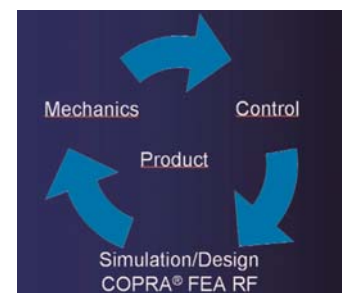 Mechanics Control
Product
Simulation/Design
COPRA® FEA RF